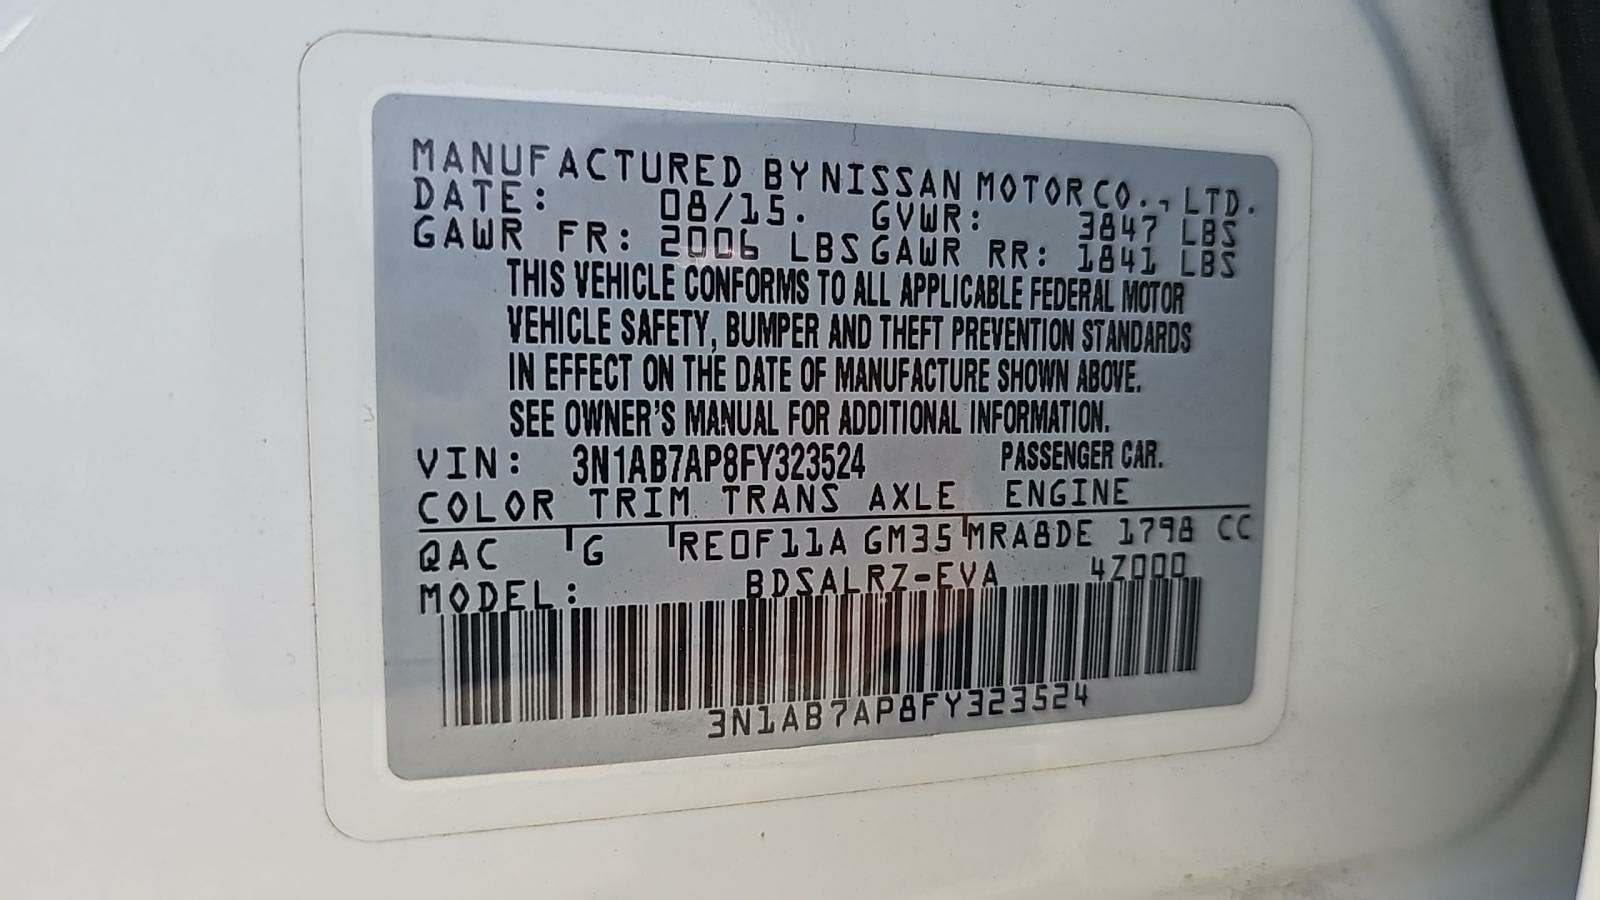 MANUFACTURED BY NISSAN MOTOR CO., LTD.
DATE: 08/15. GVWR: 3847 LBS
GAWR FR: 2006 LBS GAWR RR: 1841 LBS
THIS VEHICLE CONFORMS TO ALL APPLICABLE FEDERAL MOTOR
VEHICLE SAFETY, BUMPER AND THEFT PREVENTION STANDARDS
IN EFFECT ON THE DATE OF MANUFACTURE SHOWN ABOVE.
SEE OWNER'S MANUAL FOR ADDITIONAL INFORMATION.
VIN: 3N1AB7AP8FY323524 PASSENGER CAR.
COLOR TRIM TRANS AXLE ENGINE
QAC G RE0F11A GM35 MRA8DE 1798 CC
MODEL: BDSALRZ-EVA 4Z000
3N1AB7AP8FY323524